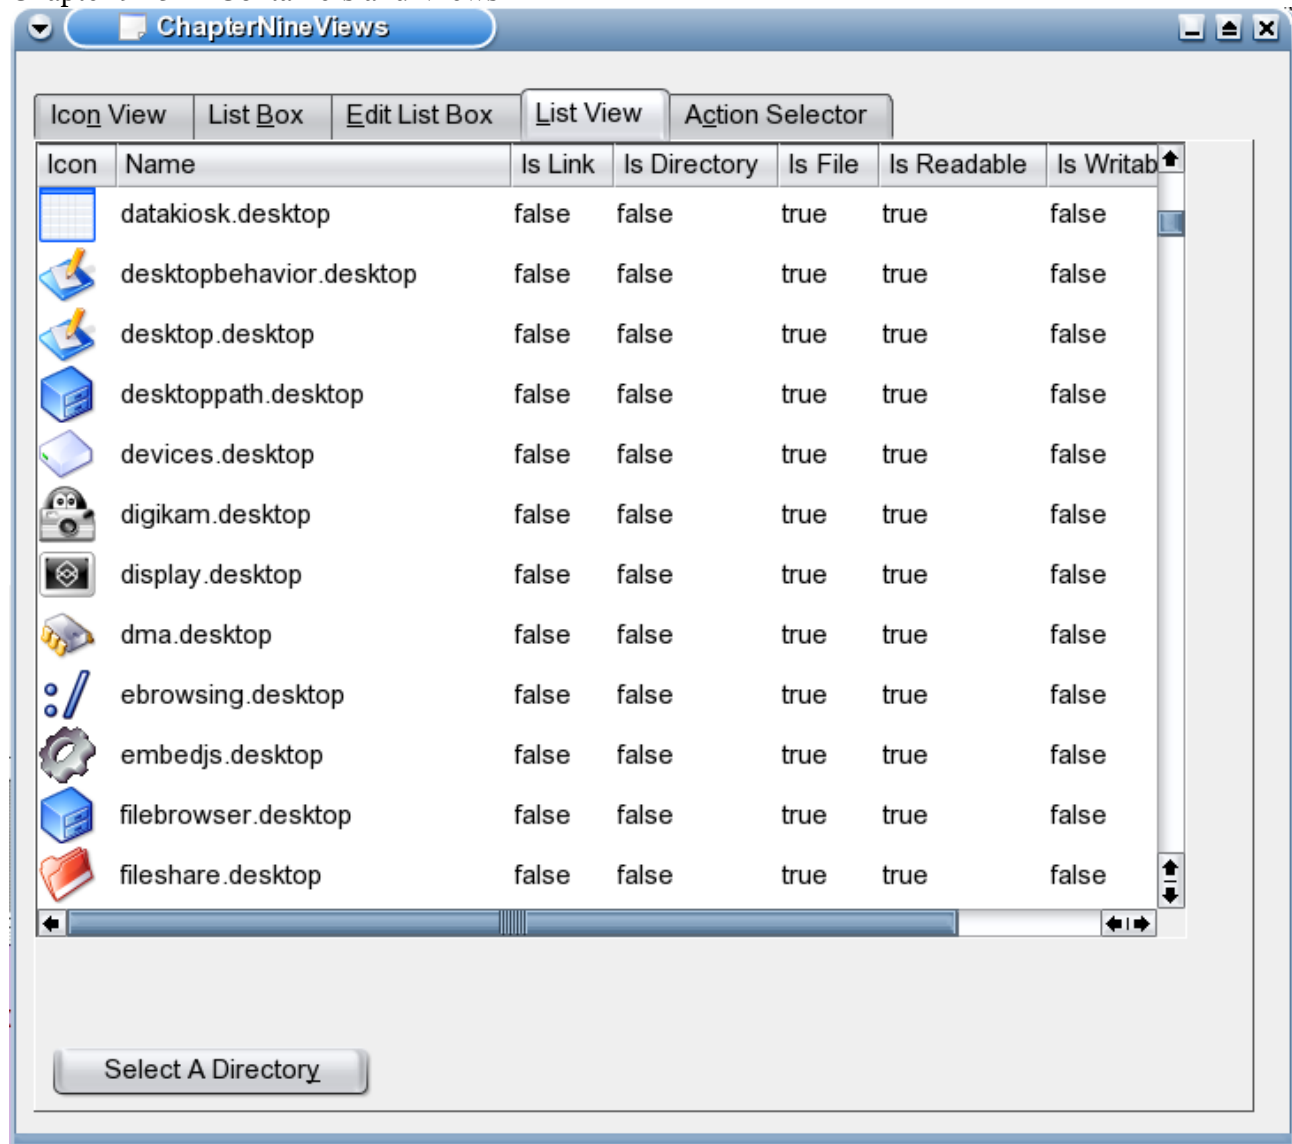 ChapterNineViews
Icon View List Box Edit List Box List View Action Selector
Icon Name Is Link Is Directory Is File Is Readable Is Writab
datakiosk.desktop false false true true false
desktopbehavior.desktop false false true true false
desktop.desktop false false true true false
desktoppath.desktop false false true true false
devices.desktop false false true true false
digikam.desktop false false true true false
display.desktop false false true true false
dma.desktop false false true true false
ebrowsing.desktop false false true true false
embedjs.desktop false false true true false
filebrowser.desktop false false true true false
fileshare.desktop false false true true false
Select A Directory